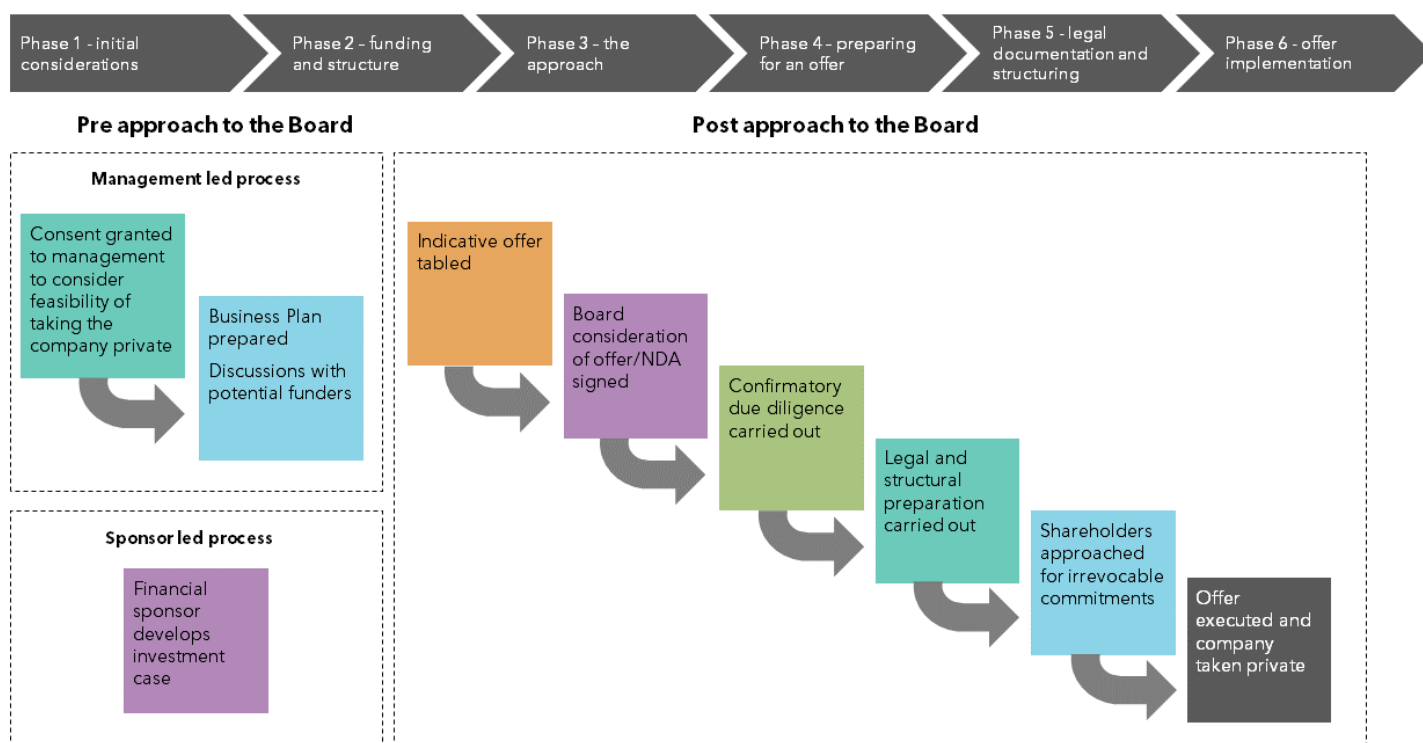 Phase 1 - initial
considerations
Phase 2 - funding
and structure
Phase 3 - the
approach
Phase 4 - preparing
for an offer
Phase 5 - legal
documentation and
structuring
Phase 6 - offer
implementation
Pre approach to the Board
Post approach to the Board
Management led process
Consent granted
to management
to consider
feasibility of
taking the
company private
Business Plan
prepared
Discussions with
potential funders
Sponsor led process
Financial
sponsor
develops
investment
case
Indicative offer
tabled
Board
consideration
of offer/NDA
signed
Confirmatory
due diligence
carried out
Legal and
structural
preparation
carried out
Shareholders
approached
for irrevocable
commitments
Offer
executed and
company
taken private